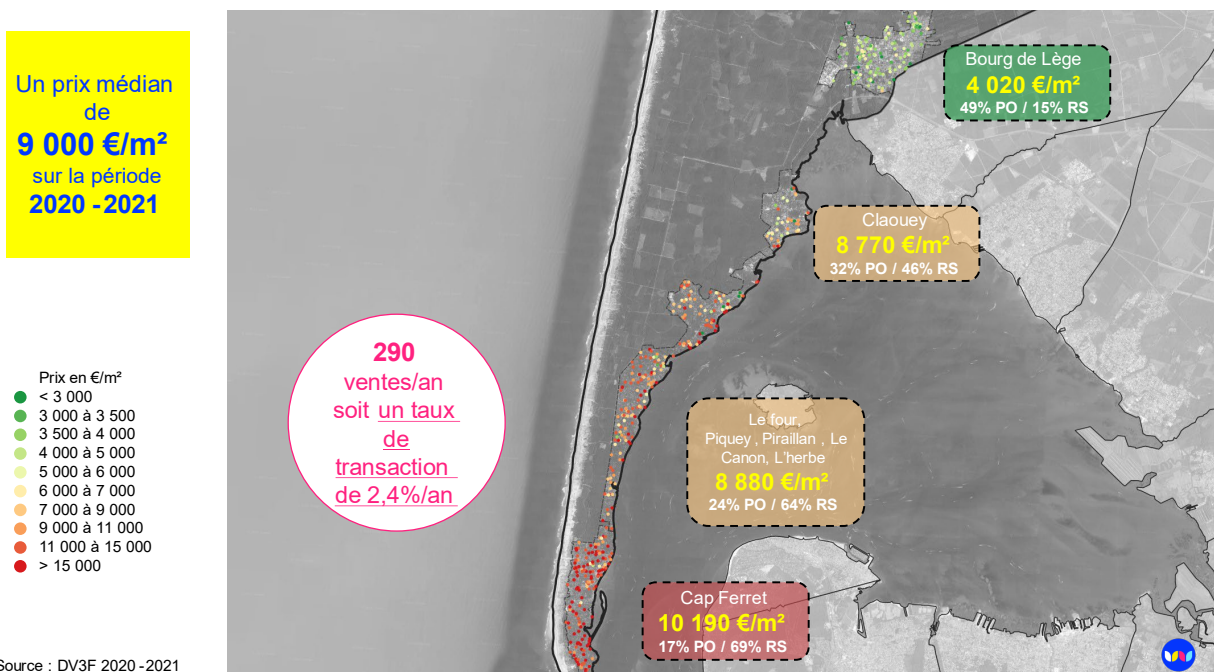 Un prix médian
de
9 000 €/m²
sur la période
2020 - 2021
Bourg de Lège
4 020 €/m²
49% PO / 15% RS
Claouey
8 770 €/m²
32% PO / 46% RS
290
ventes/an
soit un taux
de
transaction
de 2,4%/an
Le four,
Piquey , Piraillan , Le
Canon, L'herbe
8 880 €/m²
24% PO / 64% RS
Prix en €/m²
< 3 000
3 000 à 3 500
3 500 à 4 000
4 000 à 5 000
5 000 à 6 000
6 000 à 7 000
7 000 à 9 000
9 000 à 11 000
11 000 à 15 000
> 15 000
Cap Ferret
10 190 €/m²
17% PO / 69% RS
Source : DV3F 2020 - 2021